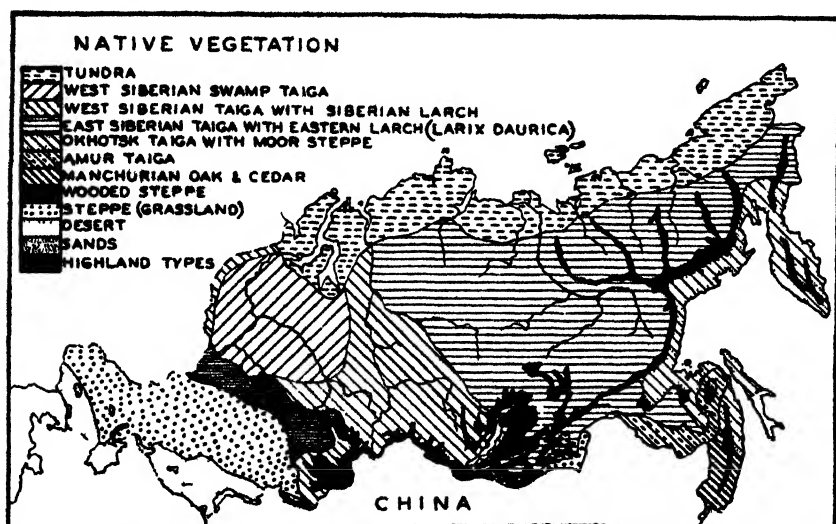 NATIVE VEGETATION
TUNDRA
WEST SIBERIAN SWAMP TAIGA
WEST SIBERIAN TAIGA WITH SIBERIAN LARCH
EAST SIBERIAN TAIGA WITH EASTERN LARCH (LARIX DAURICA)
OKHOTSK TAIGA WITH MOOR STEPPE
AMUR TAIGA
MANCHURIAN OAK & CEDAR
WOODED STEPPE
STEPPE (GRASSLAND)
DESERT
SANDS
HIGHLAND TYPES
CHINA